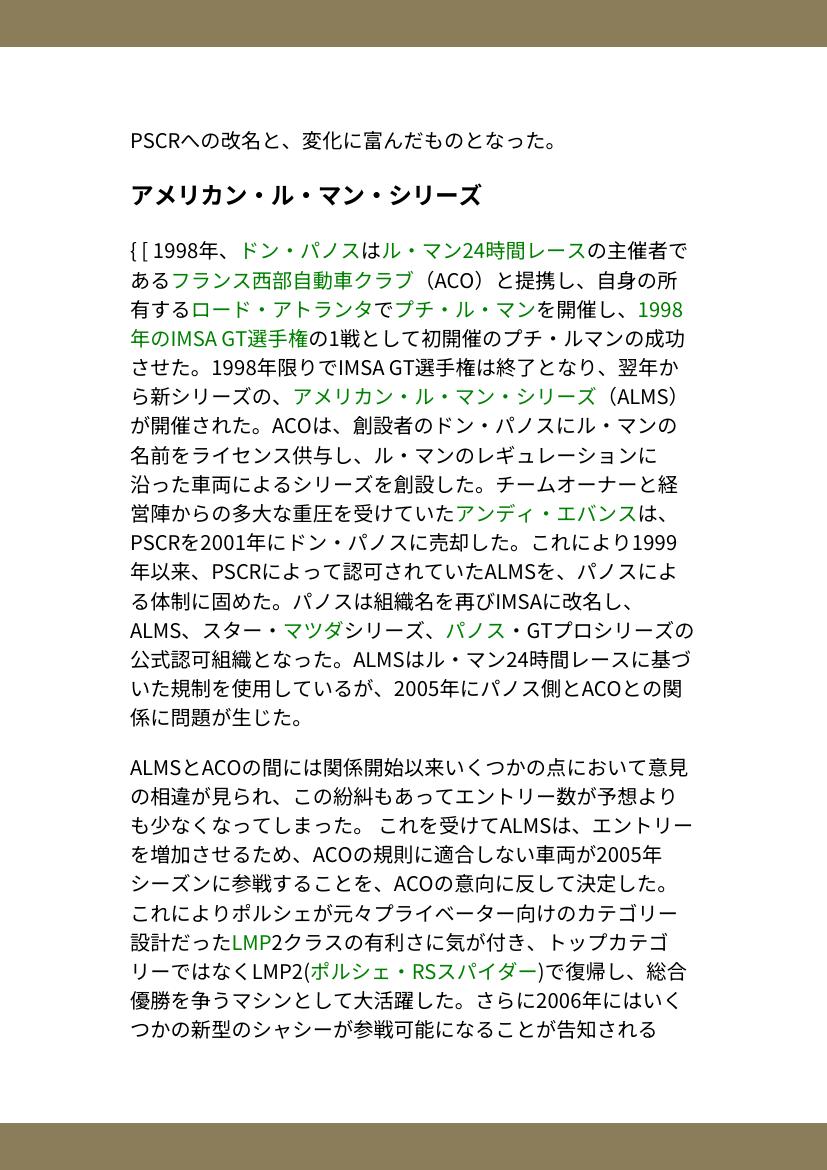 PSCRへの改名と、変化に富んだものとなった。
アメリカン・ル・マン・シリーズ
{ [ 1998年、ドン・パノスはル・マン24時間レースの主催者で
あるフランス西部自動車クラブ（ACO）と提携し、自身の所
有するロード・アトランタでプチ・ル・マンを開催し、1998
年のIMSA GT選手権の1戦として初開催のプチ・ルマンの成功
させた。1998年限りでIMSA GT選手権は終了となり、翌年か
ら新シリーズの、アメリカン・ル・マン・シリーズ（ALMS）
が開催された。ACOは、創設者のドン・パノスにル・マンの
名前をライセンス供与し、ル・マンのレギュレーションに
沿った車両によるシリーズを創設した。チームオーナーと経
営陣からの多大な重圧を受けていたアンディ・エバンスは、
PSCRを2001年にドン・パノスに売却した。これにより1999
年以来、PSCRによって認可されていたALMSを、パノスによ
る体制に固めた。パノスは組織名を再びIMSAに改名し、
ALMS、スター・マツダシリーズ、パノス・GTプロシリーズの
公式認可組織となった。ALMSはル・マン24時間レースに基づ
いた規制を使用しているが、2005年にパノス側とACOとの関
係に問題が生じた。
ALMSとACOの間には関係開始以来いくつかの点において意見
の相違が見られ、この紛糾もあってエントリー数が予想より
も少なくなってしまった。 これを受けてALMSは、エントリー
を増加させるため、ACOの規則に適合しない車両が2005年
シーズンに参戦することを、ACOの意向に反して決定した。
これによりポルシェが元々プライベーター向けのカテゴリー
設計だったLMP2クラスの有利さに気が付き、トップカテゴ
リーではなくLMP2(ポルシェ・RSスパイダー)で復帰し、総合
優勝を争うマシンとして大活躍した。さらに2006年にはいく
つかの新型のシャシーが参戦可能になることが告知される